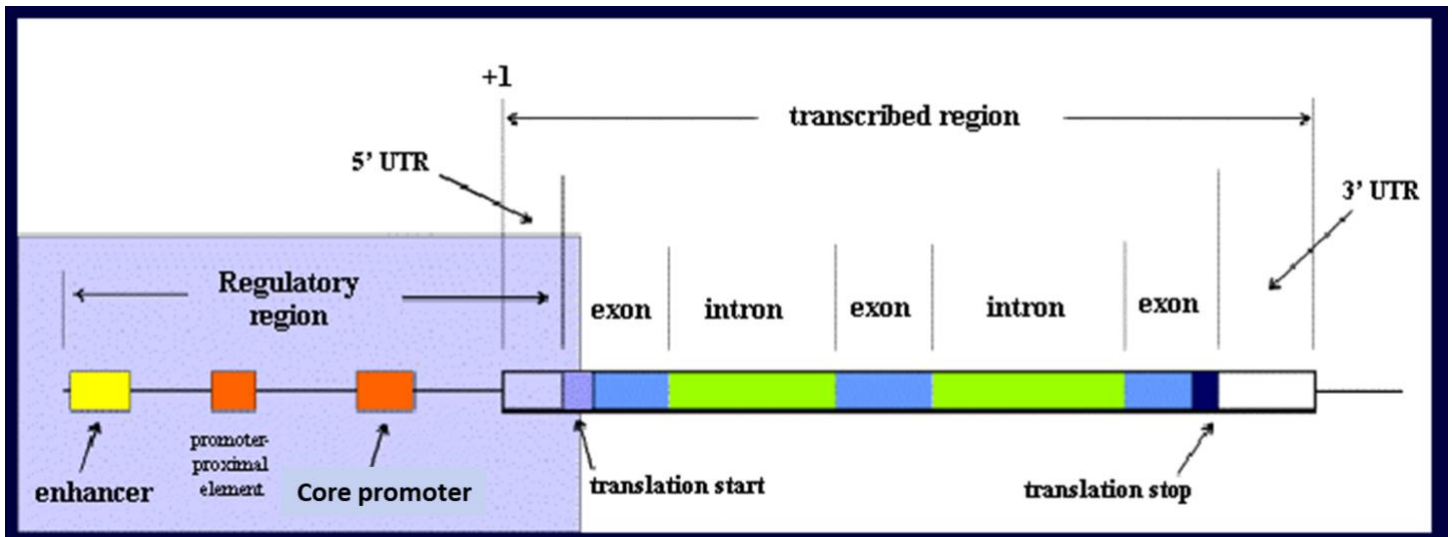 +1
transcribed region
5' UTR
3' UTR
Regulatory
region
exon
intron
exon
intron
exon
enhancer
promoter-
proximal
element
Core promoter
translation start
translation stop